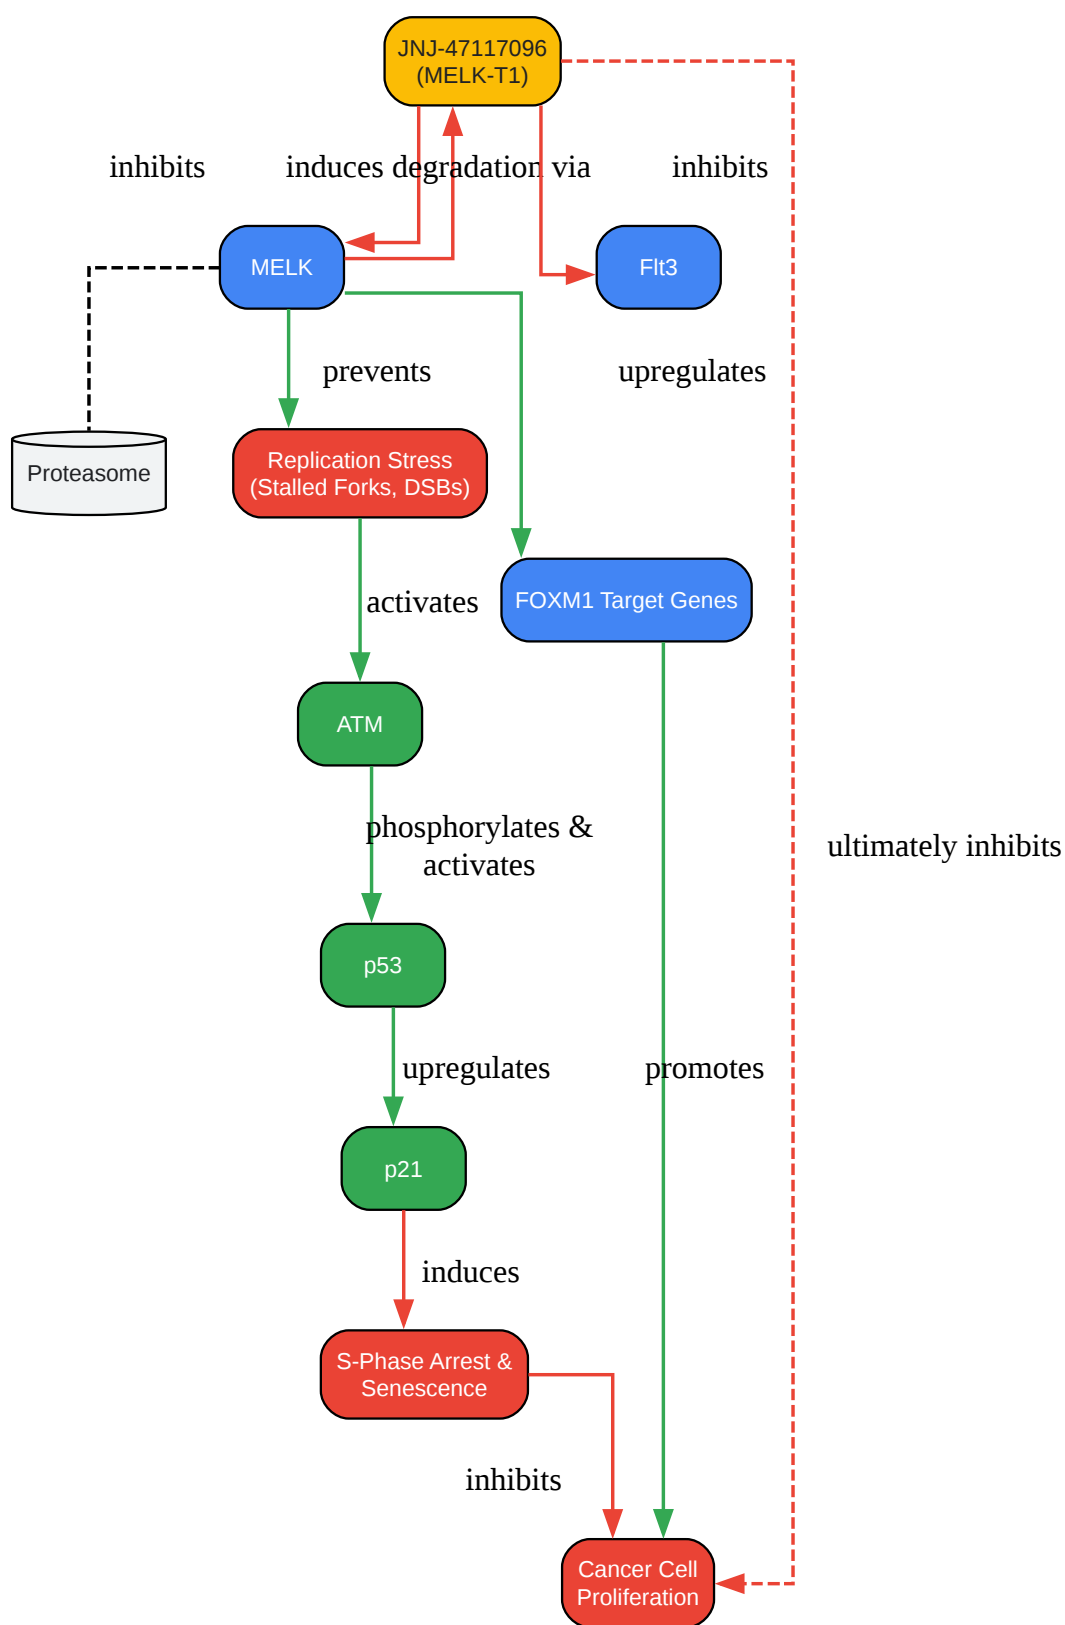 JNJ-47117096
(MELK-T1)
inhibits
induces degradation via
inhibits
MELK
Flt3
prevents
upregulates
Replication Stress
(Stalled Forks, DSBs)
Proteasome
activates
FOXM1 Target Genes
ATM
phosphorylates &
activates
ultimately inhibits
p53
upregulates
promotes
p21
induces
S-Phase Arrest &
Senescence
inhibits
Cancer Cell
Proliferation